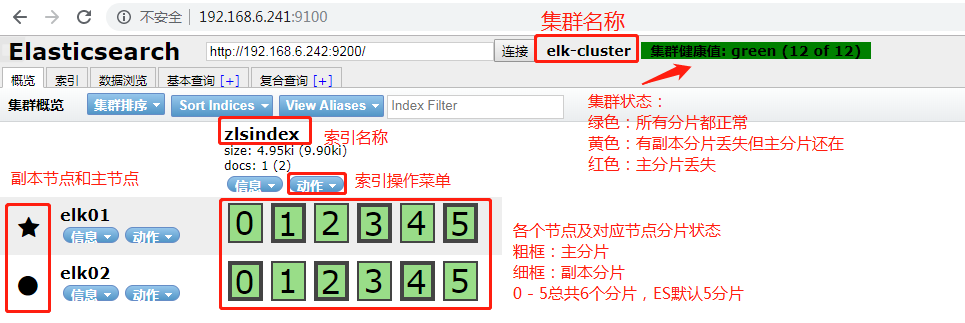 不安全 | 192.168.6.241:9100
集群名称
Elasticsearch
http://192.168.6.242:9200/
连接
elk-cluster
集群健康值: green (12 of 12)
概览 索引 数据浏览 基本查询 [+] 复合查询 [+]
集群概览 集群排序 Sort Indices View Aliases Index Filter
集群状态：
绿色：所有分片都正常
黄色：有副本分片丢失但主分片还在
红色：主分片丢失
zlsindex
索引名称
size: 4.95ki (9.90ki)
docs: 1 (2)
信息 动作
索引操作菜单
副本节点和主节点
elk01
信息 动作
0 1 2 3 4 5
elk02
信息 动作
0 1 2 3 4 5
各个节点及对应节点分片状态
粗框：主分片
细框：副本分片
0 - 5总共6个分片，ES默认5分片